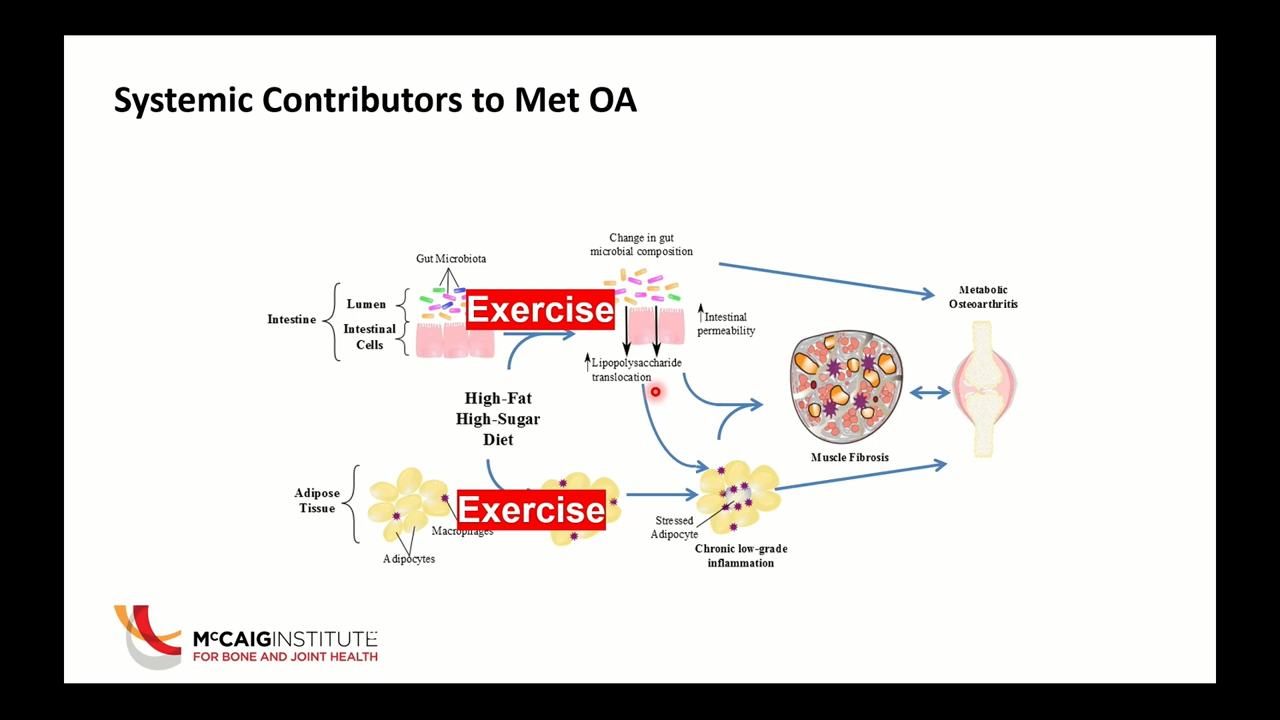 Systemic Contributors to Met OA
Change in gut
microbial composition
Gut Microbiota
Lumen
Intestine
Intestinal
Cells
Exercise
Intestinal
permeability
Lipopolysaccharide
translocation
Metabolic
Osteoarthritis
High-Fat
High-Sugar
Diet
Muscle Fibrosis
Adipose
Tissue
Exercise
Macrophages
Adipocytes
Stressed
Adipocyte
Chronic low-grade
inflammation
McCAIG INSTITUTE
FOR BONE AND JOINT HEALTH